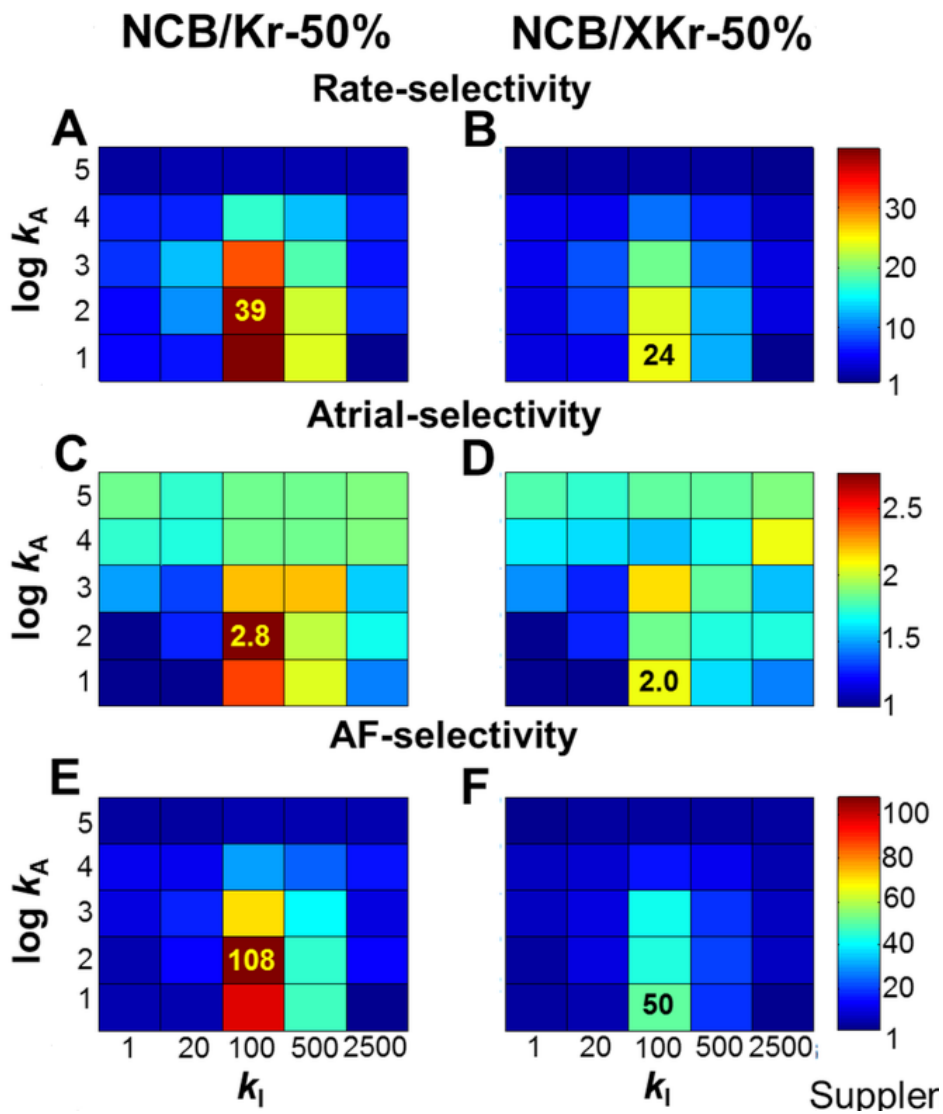 NCB/Kr-50% NCB/XKr-50%
Rate-selectivity
A B
log kA
5
4
3
2
1
39
24
30
20
10
1
Atrial-selectivity
C D
log kA
5
4
3
2
1
2.8
2.0
2.5
2
1.5
1
AF-selectivity
E F
log kA
5
4
3
2
1
108
50
100
80
60
40
20
1
1 20 100 500 2500 1 20 100 500 2500
kI kI
Suppler